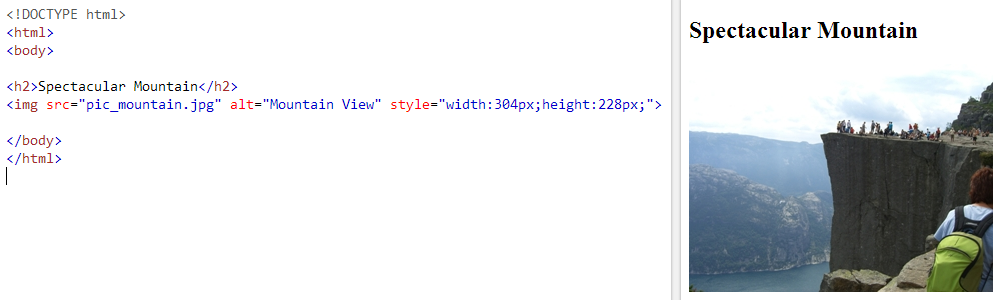 <!DOCTYPE html>
<html>
<body>
<h2>Spectacular Mountain</h2>
<img src="pic_mountain.jpg" alt="Mountain View" style="width:304px;height:228px;">
</body>
</html>
Spectacular Mountain